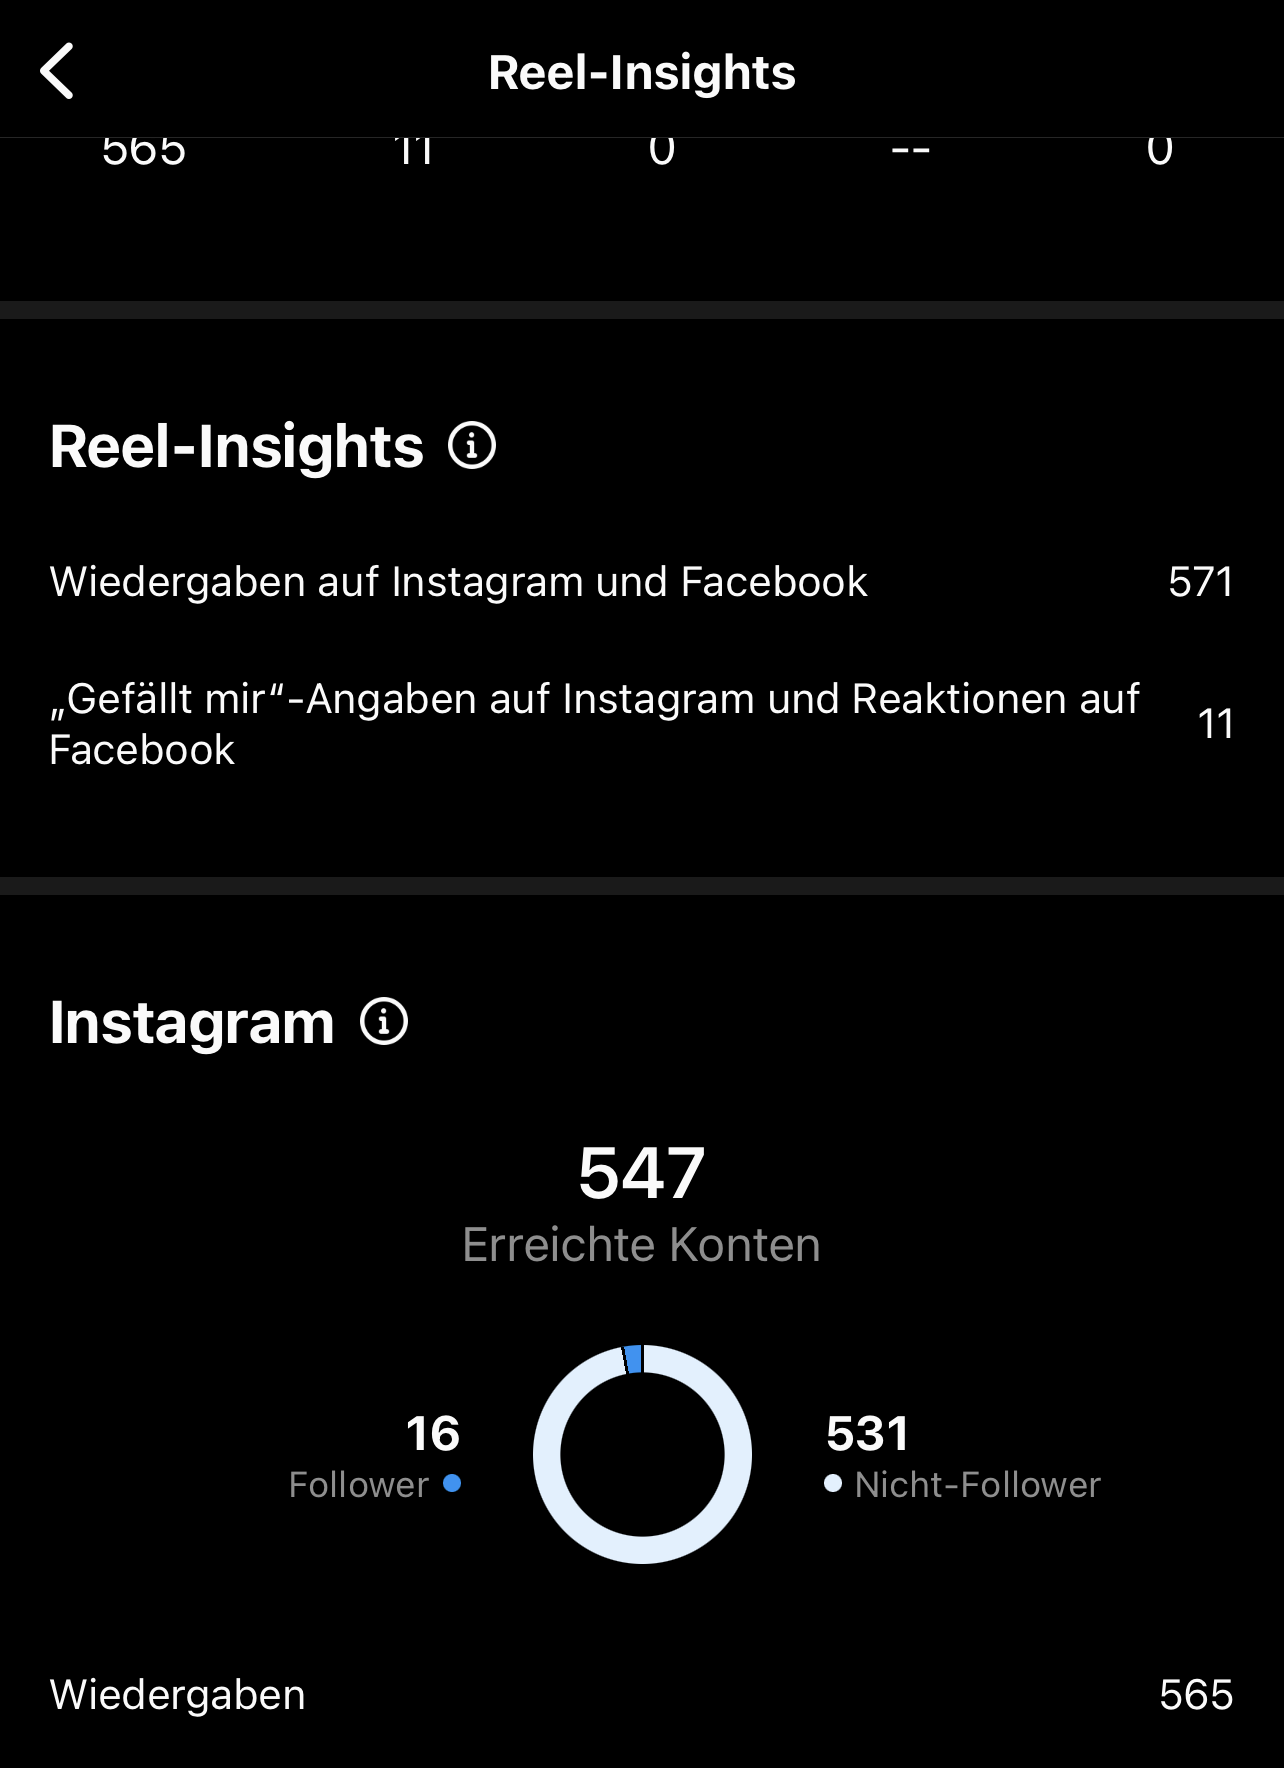 Reel-Insights
565 11 0 -- 0
Reel-Insights
Wiedergaben auf Instagram und Facebook 571
„Gefällt mir“-Angaben auf Instagram und Reaktionen auf
Facebook 11
Instagram
547
Erreichte Konten
16 531
Follower Nicht-Follower
Wiedergaben 565